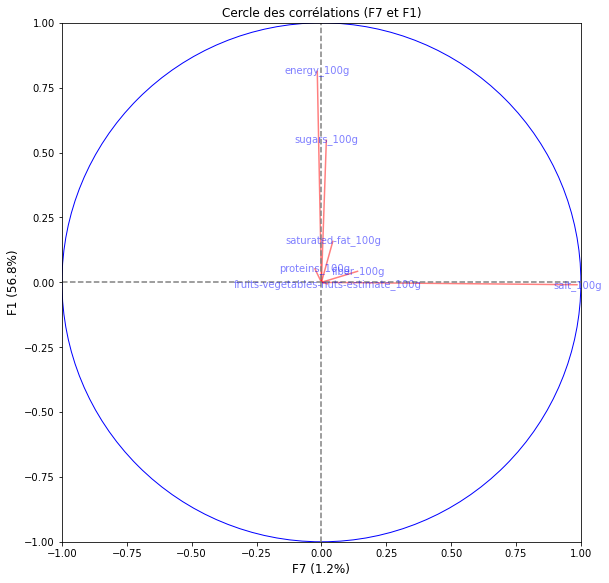 Cercle des corrélations (F7 et F1)
1.00
0.75
0.50
0.25
0.00
−0.25
−0.50
−0.75
−1.00
F1 (56.8%)
energy_100g
sugars_100g
saturated-fat_100g
proteins_100g
fiber_100g
fruits-vegetables-nuts-estimate_100g
salt_100g
−1.00 −0.75 −0.50 −0.25 0.00 0.25 0.50 0.75 1.00
F7 (1.2%)